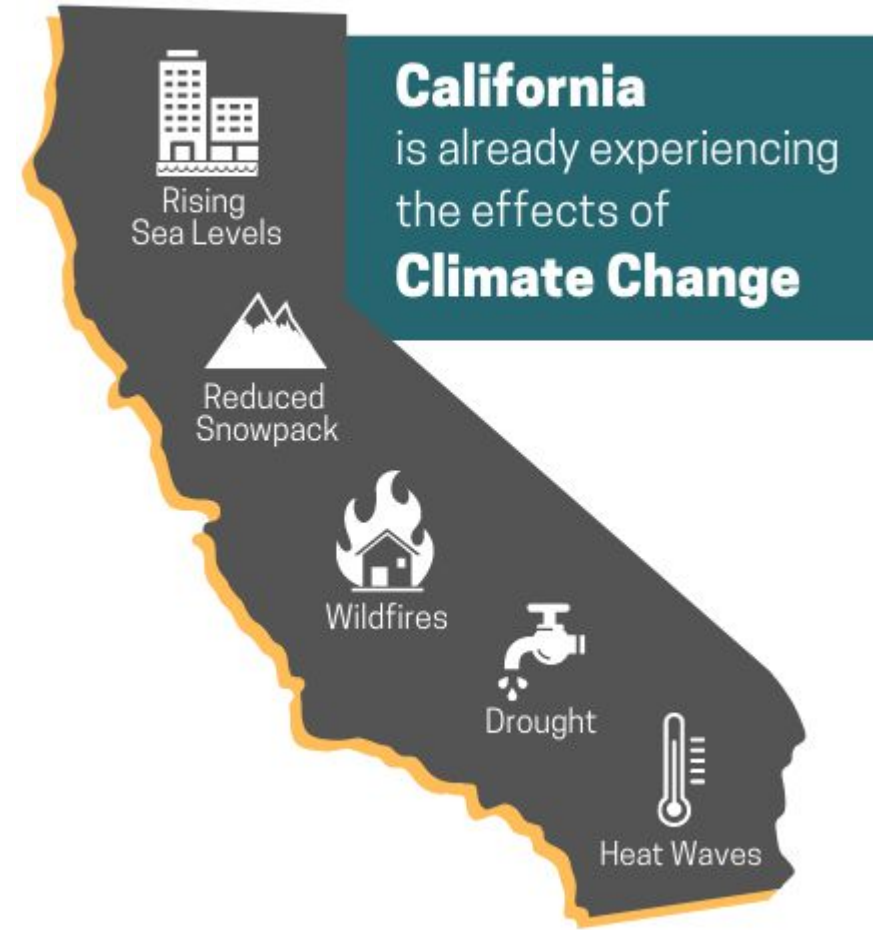 California
is already experiencing
the effects of
Climate Change
Rising
Sea Levels
Reduced
Snowpack
Wildfires
Drought
Heat Waves